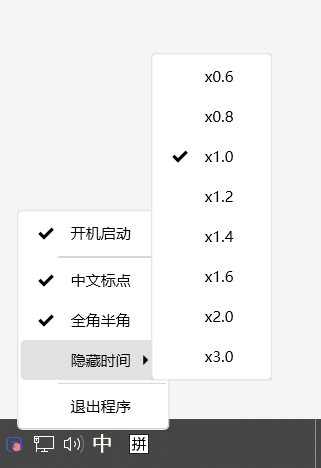 x0.6
x0.8
x1.0
x1.2
x1.4
x1.6
x2.0
x3.0
开机启动
中文标点
全角半角
隐藏时间
退出程序
中 拼